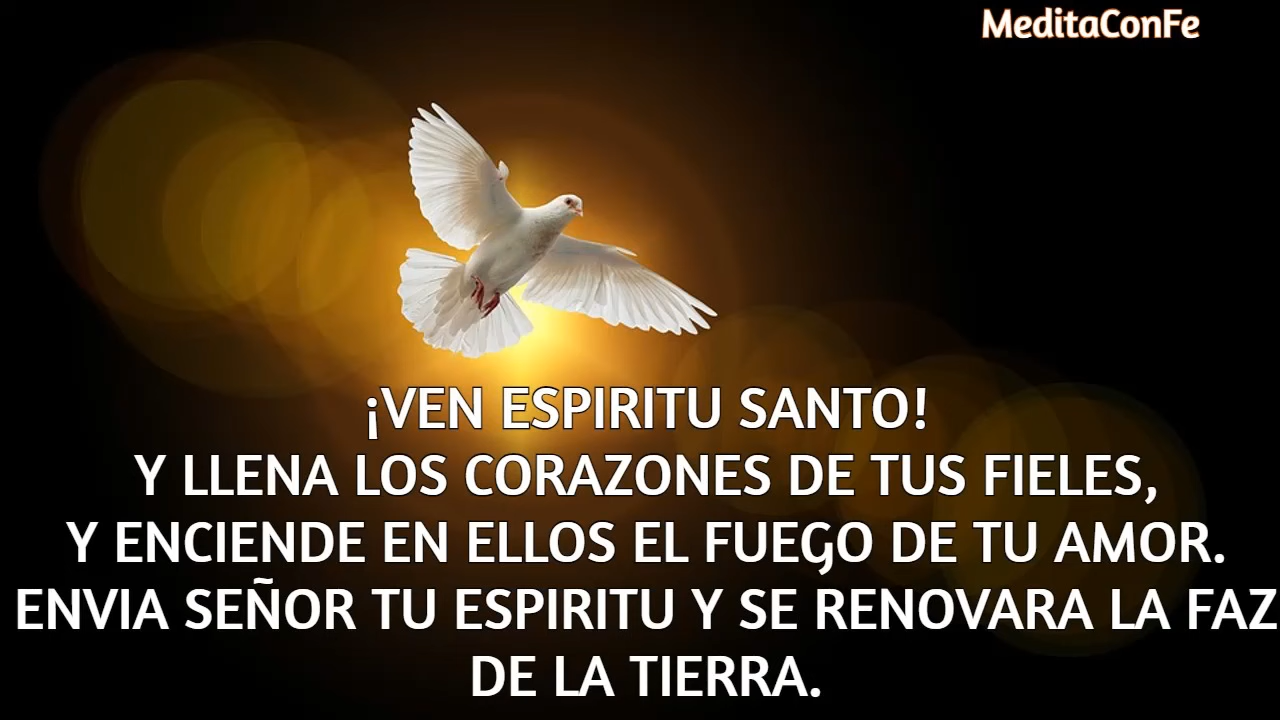 MeditaConFe
¡VEN ESPIRITU SANTO!
Y LLENA LOS CORAZONES DE TUS FIELES,
Y ENCIENDE EN ELLOS EL FUEGO DE TU AMOR.
ENVIA SEÑOR TU ESPIRITU Y SE RENOVARA LA FAZ
DE LA TIERRA.